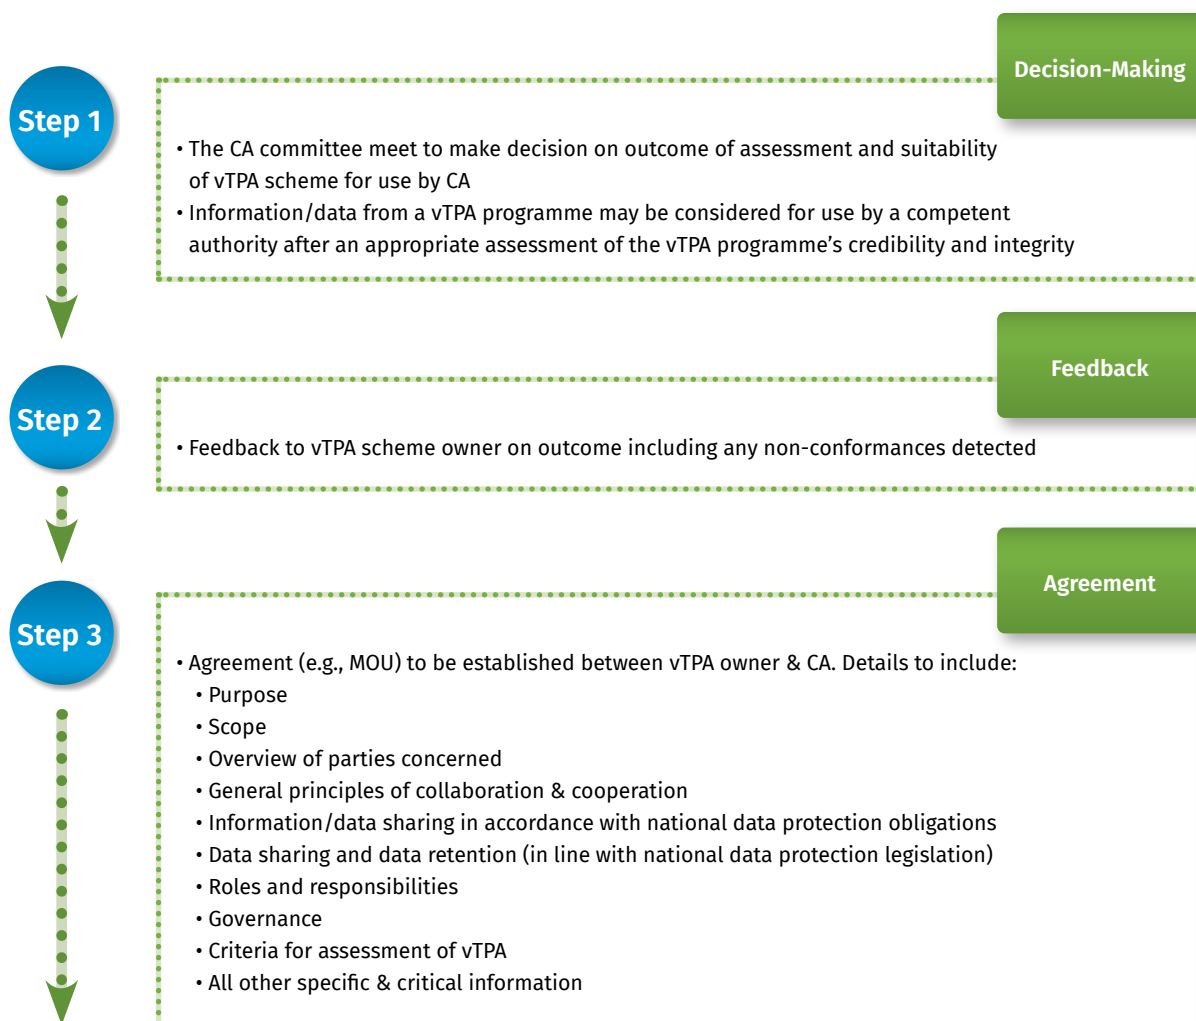 Decision-Making
Step 1
• The CA committee meet to make decision on outcome of assessment and suitability
of vTPA scheme for use by CA
• Information/data from a vTPA programme may be considered for use by a competent
authority after an appropriate assessment of the vTPA programme’s credibility and integrity
Feedback
Step 2
• Feedback to vTPA scheme owner on outcome including any non-conformances detected
Agreement
Step 3
• Agreement (e.g., MOU) to be established between vTPA owner & CA. Details to include:
• Purpose
• Scope
• Overview of parties concerned
• General principles of collaboration & cooperation
• Information/data sharing in accordance with national data protection obligations
• Data sharing and data retention (in line with national data protection legislation)
• Roles and responsibilities
• Governance
• Criteria for assessment of vTPA
• All other specific & critical information